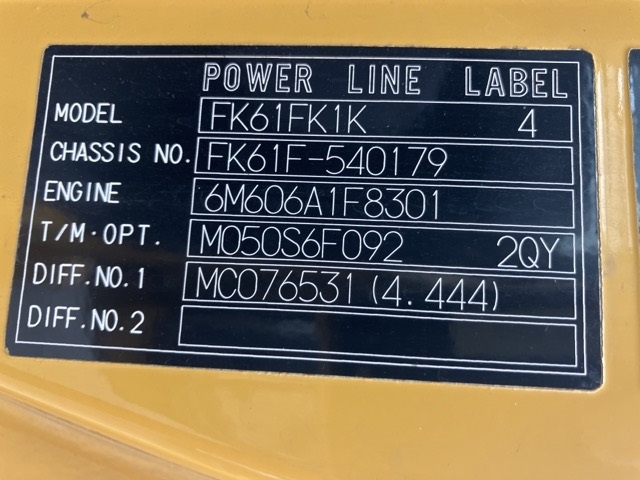 POWER LINE LABEL
MODEL FK61FK1K 4
CHASSIS NO. FK61F-540179
ENGINE 6M606A1F8301
T/M·OPT. M050S6F092 2QY
DIFF.NO.1 MC076531 (4.444)
DIFF.NO.2